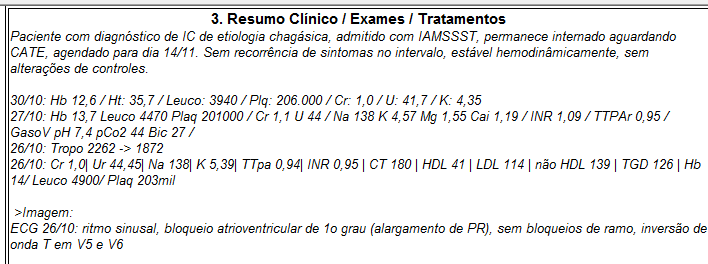 3. Resumo Clínico / Exames / Tratamentos
Paciente com diagnóstico de IC de etiologia chagásica, admitido com IAMSSST, permanece internado aguardando
CATE, agendado para dia 14/11. Sem recorrência de sintomas no intervalo, estável hemodinâmicamente, sem
alterações de controles.
30/10: Hb 12,6 / Ht: 35,7 / Leuco: 3940 / Plq: 206.000 / Cr: 1,0 / U: 41,7 / K: 4,35
27/10: Hb 13,7 Leuco 4470 Plaq 201000 / Cr 1,1 U 44 / Na 138 K 4,57 Mg 1,55 Cai 1,19 / INR 1,09 / TTPAr 0,95 /
GasoV pH 7,4 pCo2 44 Bic 27 /
26/10: Tropo 2262 -> 1872
26/10: Cr 1,0| Ur 44,45| Na 138| K 5,39| TTpa 0,94| INR 0,95 | CT 180 | HDL 41 | LDL 114 | não HDL 139 | TGD 126 | Hb
14/ Leuco 4900/ Plaq 203mil
>Imagem:
ECG 26/10: ritmo sinusal, bloqueio atrioventricular de 1o grau (alargamento de PR), sem bloqueios de ramo, inversão de
onda T em V5 e V6